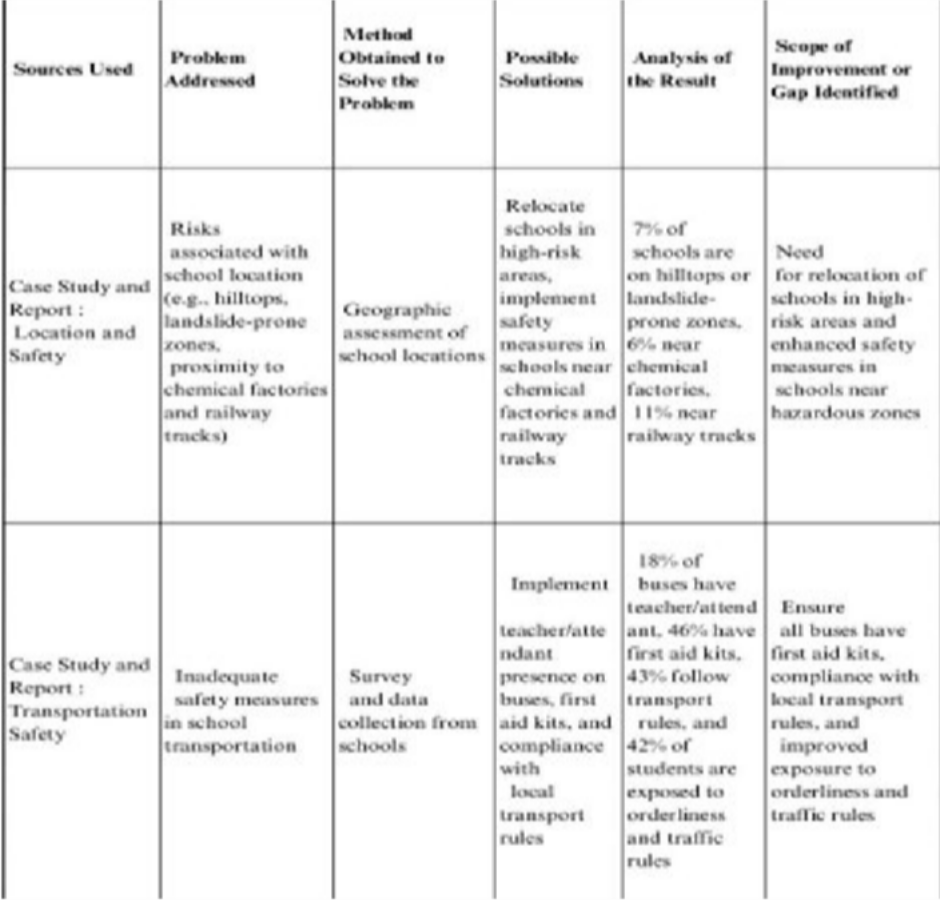 Sources Used
Problem
Addressed
Method
Obtained to
Solve the
Problem
Possible
Solutions
Analysis of
the Result
Scope of
Improvement or
Gap Identified
Case Study and
Report :
Location and
Safety
Risks
associated with
school location
(e.g., hilltops,
landslide-prone
zones,
proximity to
chemical factories
and railway
tracks)
Geographic
assessment of
school locations
Relocate
schools in
high-risk
areas,
implement
safety
measures in
schools near
chemical
factories and
railway
tracks
7% of
schools are
on hilltops or
landslide-
prone zones,
6% near
chemical
factories,
11% near
railway tracks
Need
for relocation of
schools in high-
risk areas and
enhanced safety
measures in
schools near
hazardous zones
Case Study and
Report :
Transportation
Safety
Inadequate
safety measures
in school
transportation
Survey
and data
collection from
schools
Implement
teacher/atte
ndant
presence on
buses, first
aid kits, and
compliance
with
local
transport
rules
18% of
buses have
teacher/attend
ant, 46% have
first aid kits,
43% follow
transport
rules, and
42% of
students are
exposed to
orderliness
and traffic
rules
Ensure
all buses have
first aid kits,
compliance with
local transport
rules, and
improved
exposure to
orderliness and
traffic rules